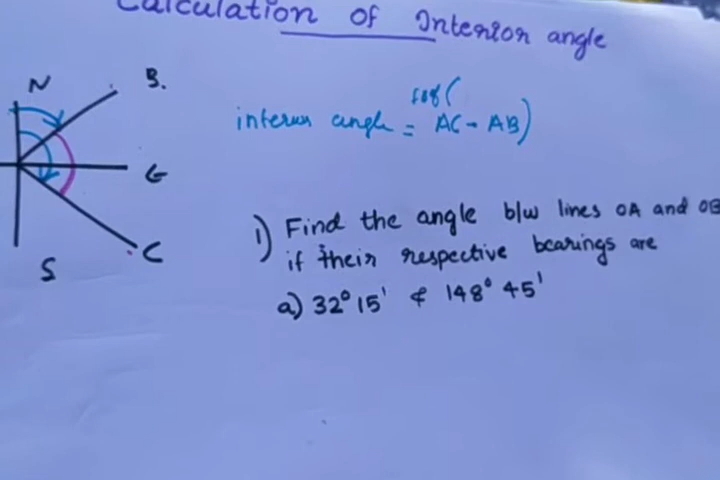 Calculation of Interior angle
N
B.
E
C
S
FOB(
interior angle = AC - AB)
1) Find the angle b/w lines OA and OB
if their respective bearings are
a) 32° 15' & 148° 45'